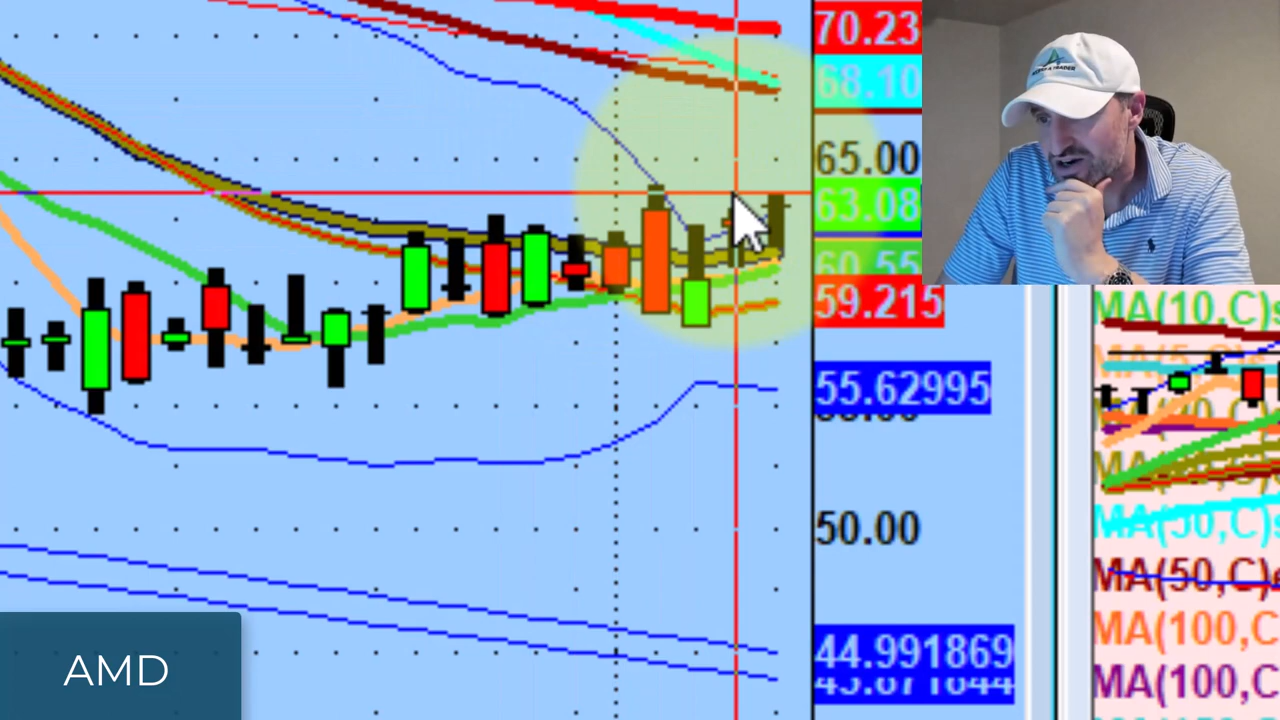 70.23
68.10
65.00
63.08
60.55
59.215
55.62995
50.00
44.991869
MA(10,C)
MA(50,C)
MA(50,C)
MA(100,C
MA(100,C
AMD